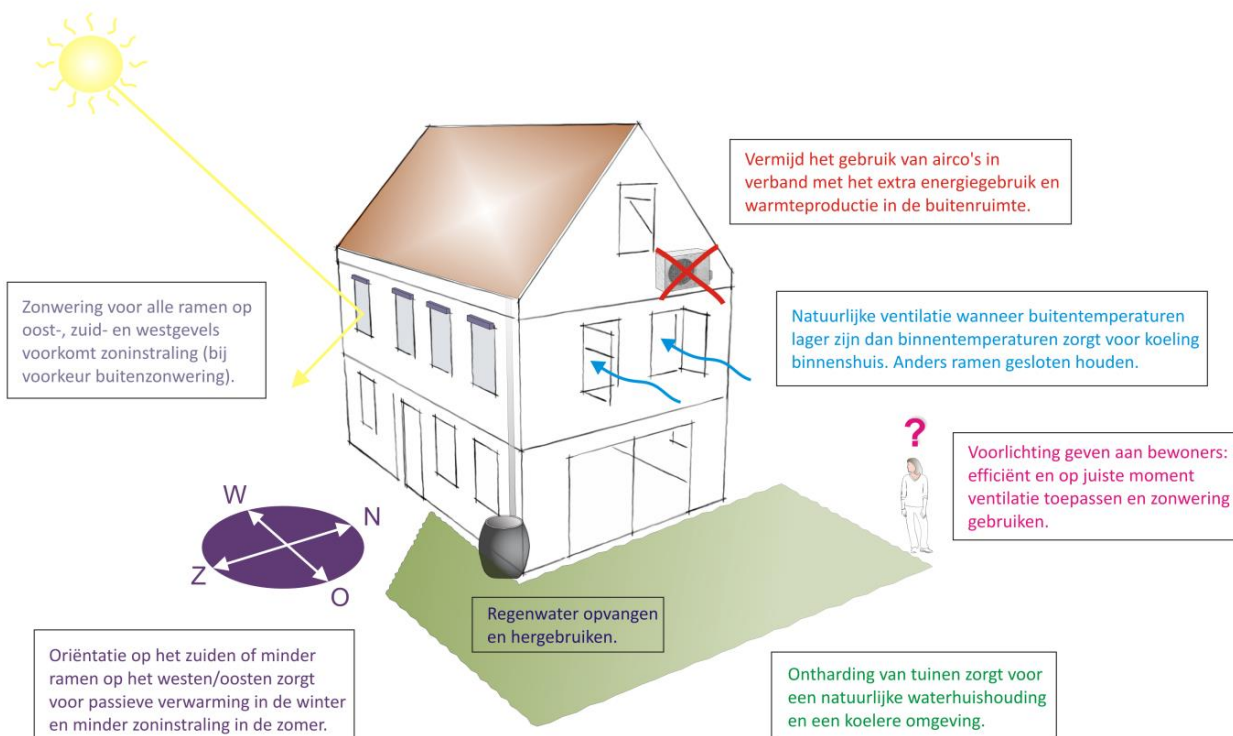 Vermijd het gebruik van airco's in
verband met het extra energiegebruik en
warmteproductie in de buitenruimte.
Zonwering voor alle ramen op
oost-, zuid- en westgevels
voorkomt zoninstraling (bij
voorkeur buitenzonwering).
Natuurlijke ventilatie wanneer buitentemperaturen
lager zijn dan binnentemperaturen zorgt voor koeling
binnenshuis. Anders ramen gesloten houden.
?
Voorlichting geven aan bewoners:
efficiënt en op juiste moment
ventilatie toepassen en zonwering
gebruiken.
W
N
Z
O
Regenwater opvangen
en hergebruiken.
Oriëntatie op het zuiden of minder
ramen op het westen/oosten zorgt
voor passieve verwarming in de winter
en minder zoninstraling in de zomer.
Ontharding van tuinen zorgt voor
een natuurlijke waterhuishouding
en een koelere omgeving.